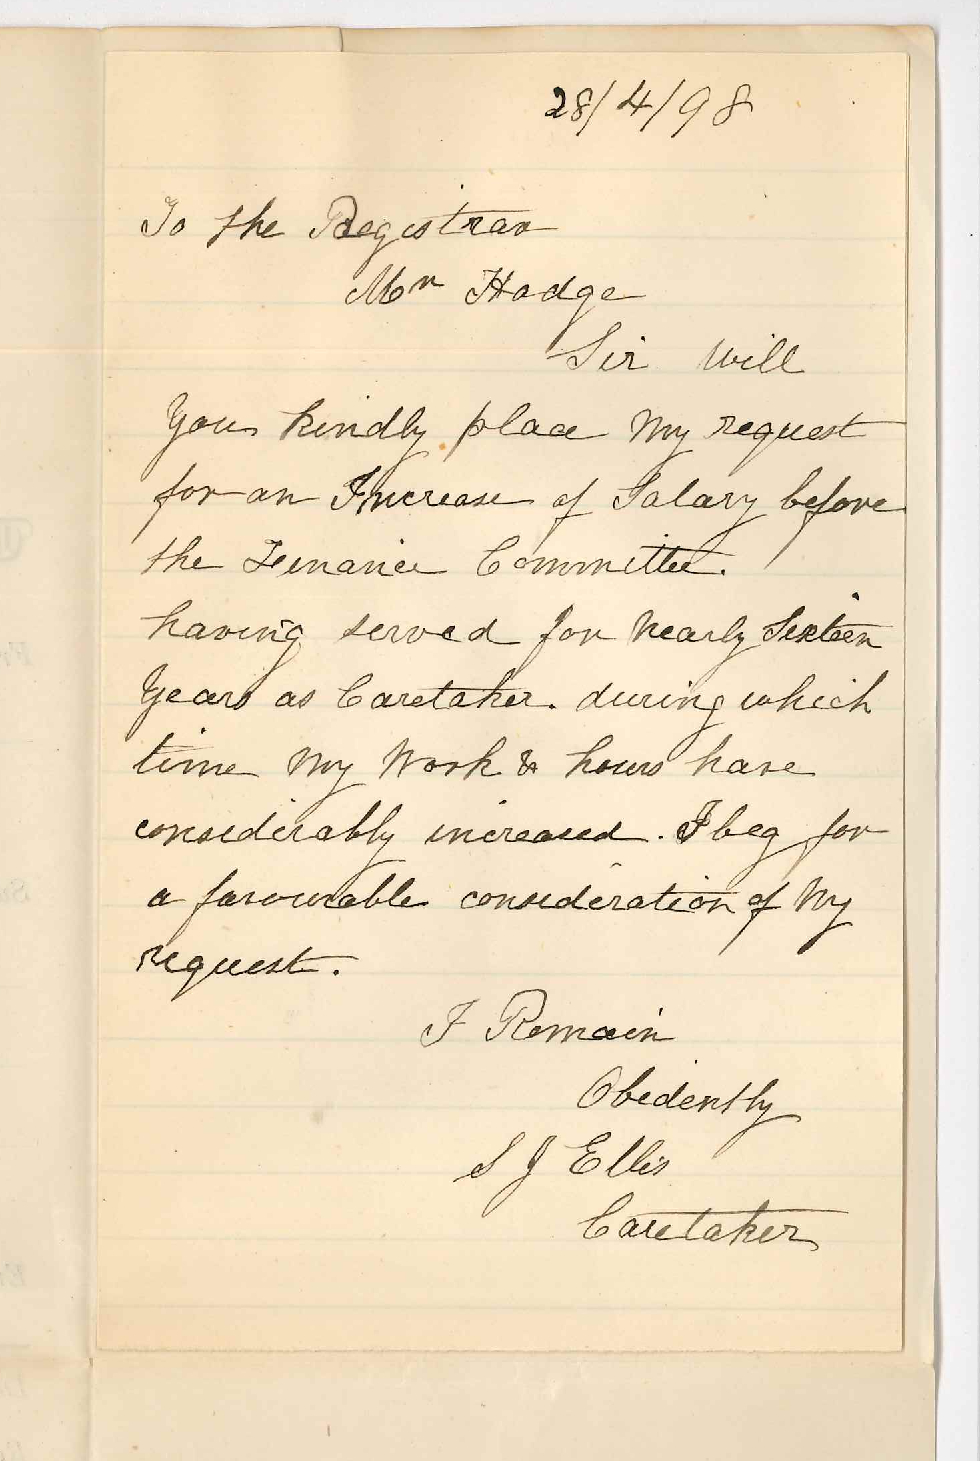 28/4/98
To the Registrar
Mr Hodge
Sir Will
You kindly place My request
for an Increase of Salary before
the Finance Committee.
having served for Nearly Sixteen
Years as Caretaker. during which
time My Work & hours have
considerably increased. I beg for
a favourable consideration of My
request.
I Remain
Obediently
S J Ellis
Caretaker